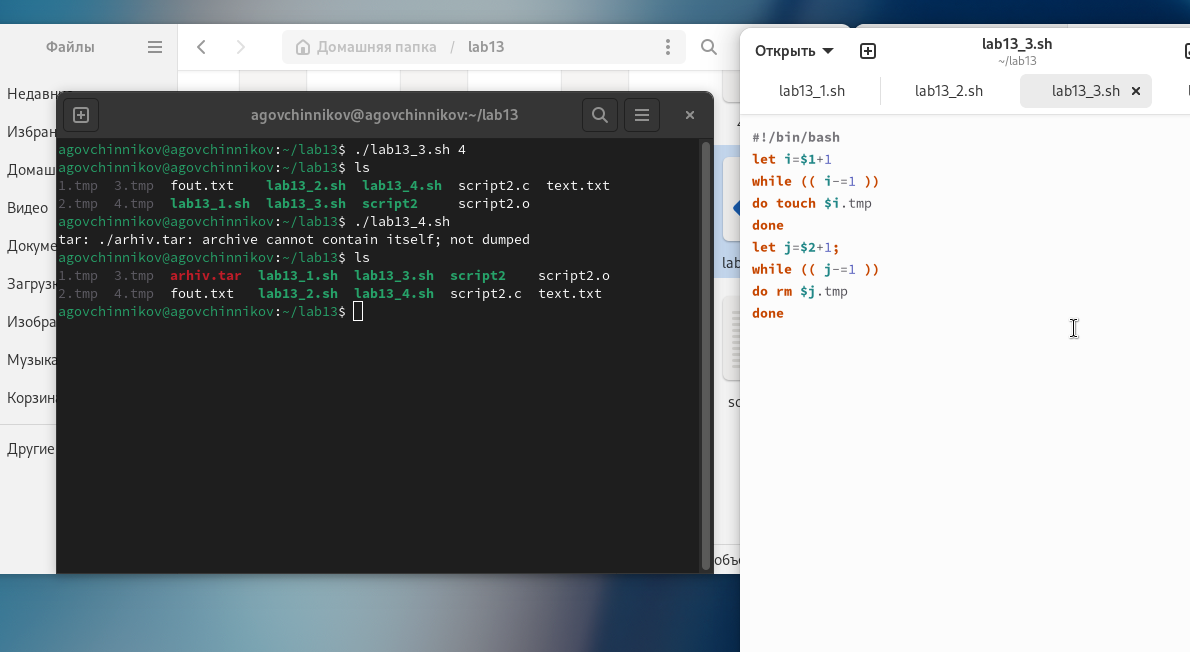 Файлы
Домашняя папка / lab13
Недавн
Избран
Домаш
Видео
Докуме
Загрузк
Изобра
Музыка
Корзин
Другие
agovchinnikov@agovchinnikov:~/lab13
agovchinnikov@agovchinnikov:~/lab13$ ./lab13_3.sh 4
agovchinnikov@agovchinnikov:~/lab13$ ls
1.tmp 3.tmp fout.txt lab13_2.sh lab13_4.sh script2.c text.txt
2.tmp 4.tmp lab13_1.sh lab13_3.sh script2 script2.o
agovchinnikov@agovchinnikov:~/lab13$ ./lab13_4.sh
tar: ./arhiv.tar: archive cannot contain itself; not dumped
agovchinnikov@agovchinnikov:~/lab13$ ls
1.tmp 3.tmp arhiv.tar lab13_1.sh lab13_3.sh script2 script2.o
2.tmp 4.tmp fout.txt lab13_2.sh lab13_4.sh script2.c text.txt
agovchinnikov@agovchinnikov:~/lab13$
lab
sc
объ
Открыть
lab13_3.sh
~/lab13
lab13_1.sh lab13_2.sh lab13_3.sh
#!/bin/bash
let i=$1+1
while (( i-=1 ))
do touch $i.tmp
done
let j=$2+1;
while (( j-=1 ))
do rm $j.tmp
done